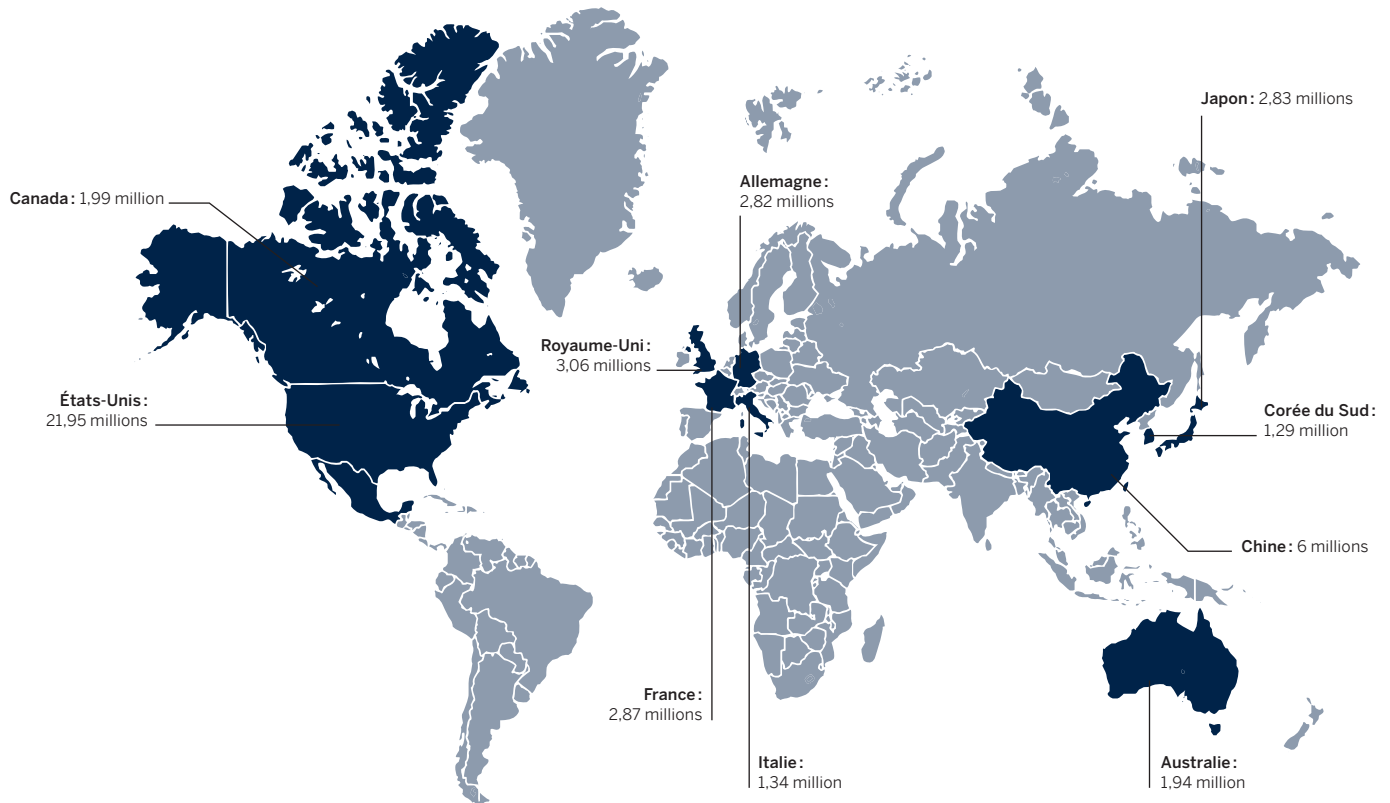 Japon : 2,83 millions
Allemagne :
2,82 millions
Canada : 1,99 million
Royaume-Uni :
3,06 millions
États-Unis :
21,95 millions
Corée du Sud :
1,29 million
Chine : 6 millions
France :
2,87 millions
Italie :
1,34 million
Australie :
1,94 million